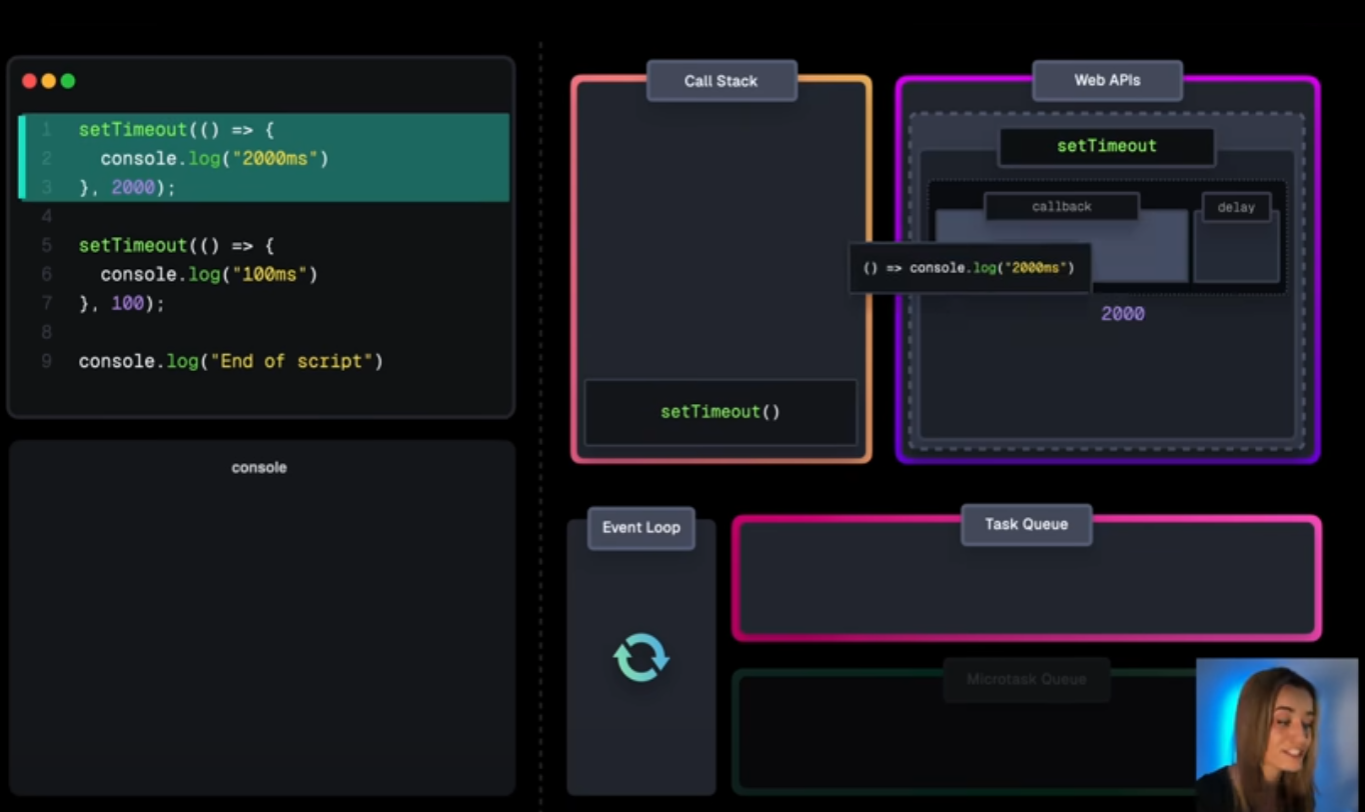 1 setTimeout(() => {
2 console.log("2000ms")
3 }, 2000);
4
5 setTimeout(() => {
6 console.log("100ms")
7 }, 100);
8
9 console.log("End of script")
console
Call Stack
setTimeout()
Web APIs
setTimeout
callback
delay
() => console.log("2000ms")
2000
Event Loop
Task Queue
Microtask Queue